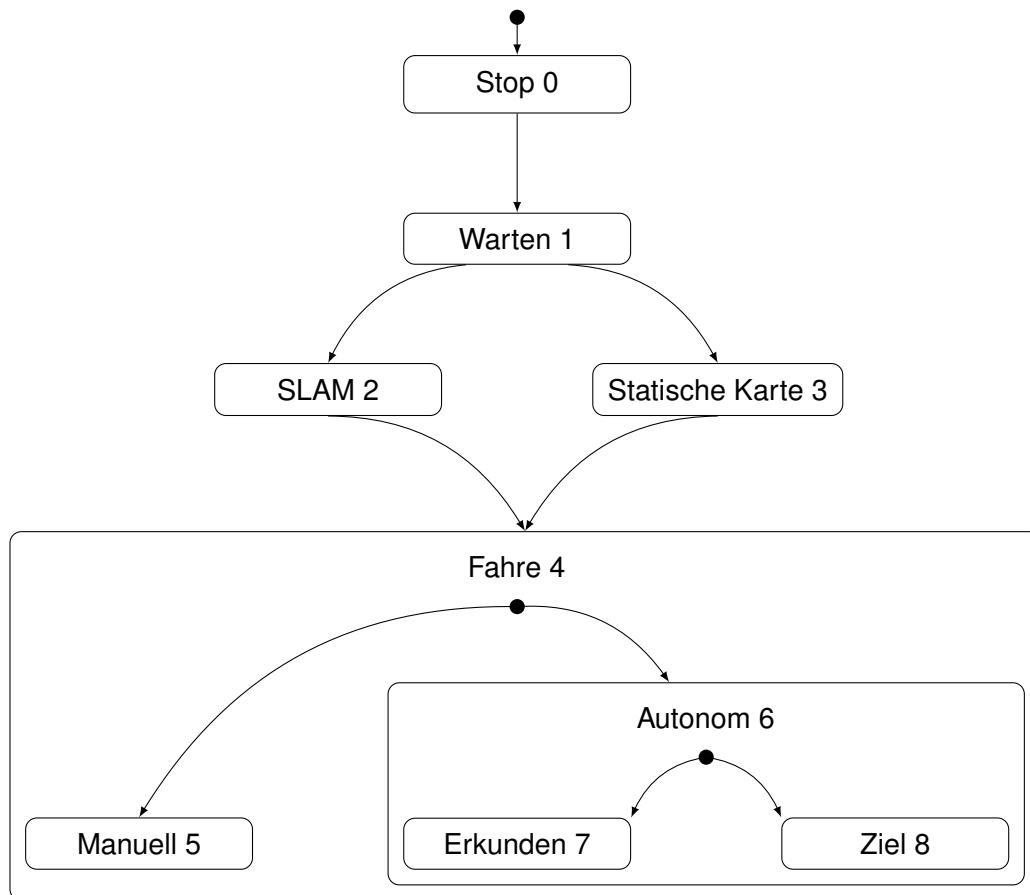 Stop 0
Warten 1
SLAM 2
Statische Karte 3
Fahre 4
Autonom 6
Manuell 5
Erkunden 7
Ziel 8